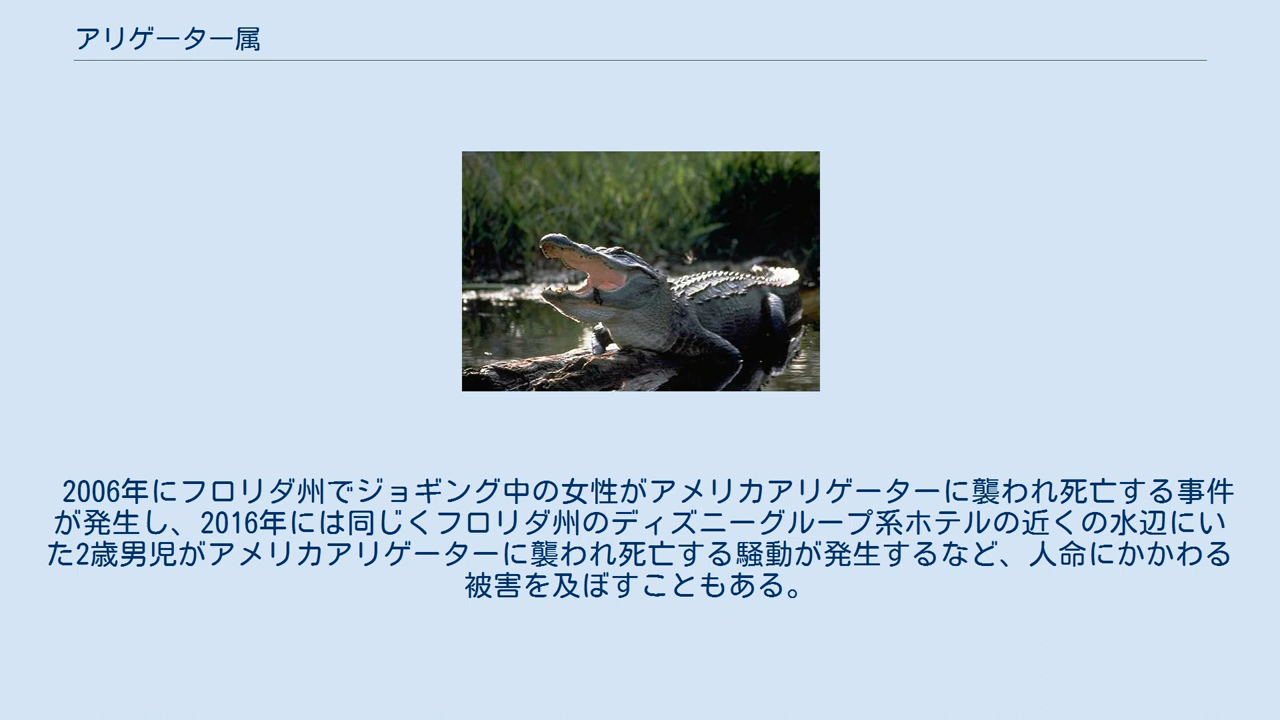 アリゲーター属
2006年にフロリダ州でジョギング中の女性がアメリカアリゲーターに襲われ死亡する事件
が発生し、2016年には同じくフロリダ州のディズニーグループ系ホテルの近くの水辺にい
た2歳男児がアメリカアリゲーターに襲われ死亡する騒動が発生するなど、人命にかかわる
被害を及ぼすこともある。